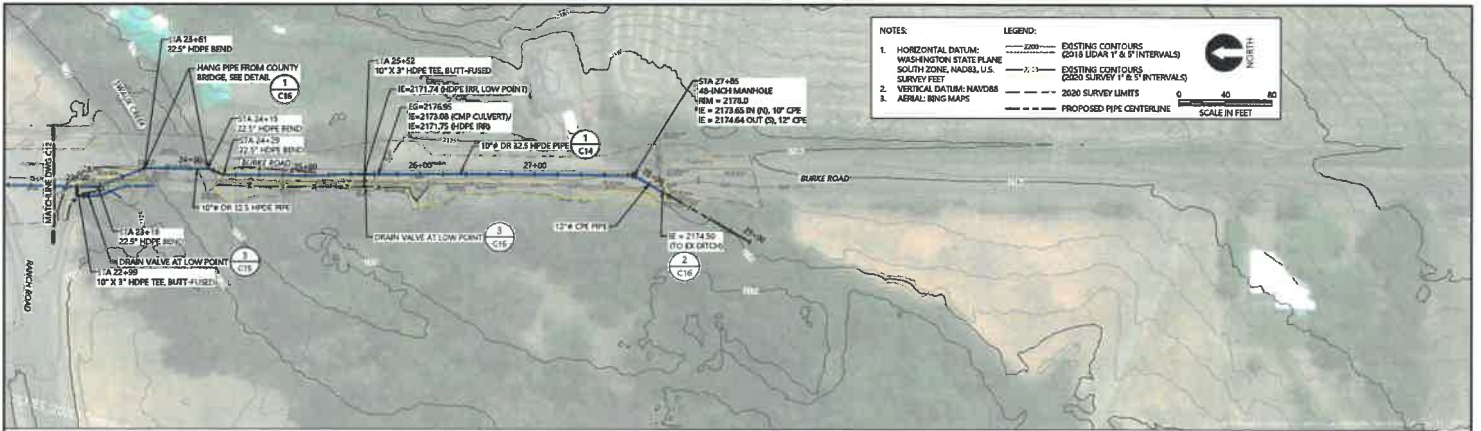 STA 23+61
22.5° HDPE BEND
HANG PIPE FROM COUNTY
BRIDGE, SEE DETAIL
1
C16
STA 24+15
22.5° HDPE BEND
STA 24+29
22.5° HDPE BEND
BURKE ROAD
24+00
MATCHLINE DWG C12
RANCH ROAD
10"Ø DR 32.5 HPDE PIPE
STA 23+18
22.5° HDPE BEND
DRAIN VALVE AT LOW POINT
3
C15
STA 22+99
10" X 3" HDPE TEE, BUTT-FUSED
STA 25+52
10" X 3" HDPE TEE, BUTT-FUSED
IE=2171.74 (HDPE IRR, LOW POINT)
EG=2176.95
IE=2173.08 (CMP CULVERT)/
IE=2171.75 (HDPE IRR)
10"Ø DR 32.5 HPDE PIPE
1
C14
26+00
27+00
DRAIN VALVE AT LOW POINT
3
C16
STA 27+85
48-INCH MANHOLE
RIM = 2178.0
IE = 2173.65 IN (N), 10" CPE
IE = 2174.64 OUT (S), 12" CPE
12"Ø CPE PIPE
IE = 2174.50
(TO EX DITCH)
2
C16
BURKE ROAD
NOTES:
1. HORIZONTAL DATUM:
WASHINGTON STATE PLANE
SOUTH ZONE, NAD83, U.S.
SURVEY FEET
2. VERTICAL DATUM: NAVD88
3. AERIAL: BING MAPS
LEGEND:
2200 EXISTING CONTOURS
(2018 LIDAR 1' & 5' INTERVALS)
EXISTING CONTOURS
(2020 SURVEY 1' & 5' INTERVALS)
2020 SURVEY LIMITS
PROPOSED PIPE CENTERLINE
NORTH
0 40 80
SCALE IN FEET